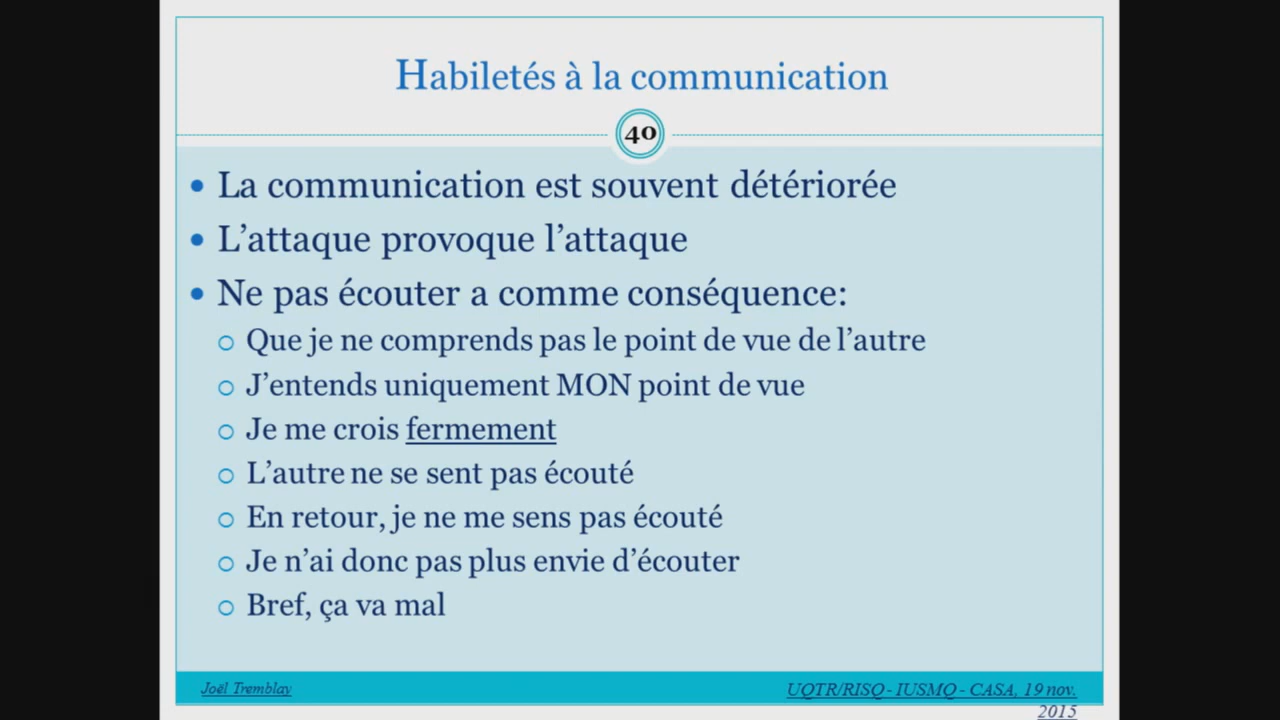 Habiletés à la communication
40
La communication est souvent détériorée
L’attaque provoque l’attaque
Ne pas écouter a comme conséquence:
Que je ne comprends pas le point de vue de l’autre
J’entends uniquement MON point de vue
Je me crois fermement
L’autre ne se sent pas écouté
En retour, je ne me sens pas écouté
Je n’ai donc pas plus envie d’écouter
Bref, ça va mal
Joël Tremblay
UQTR/RISQ - IUSMQ - CASA, 19 nov.
2015